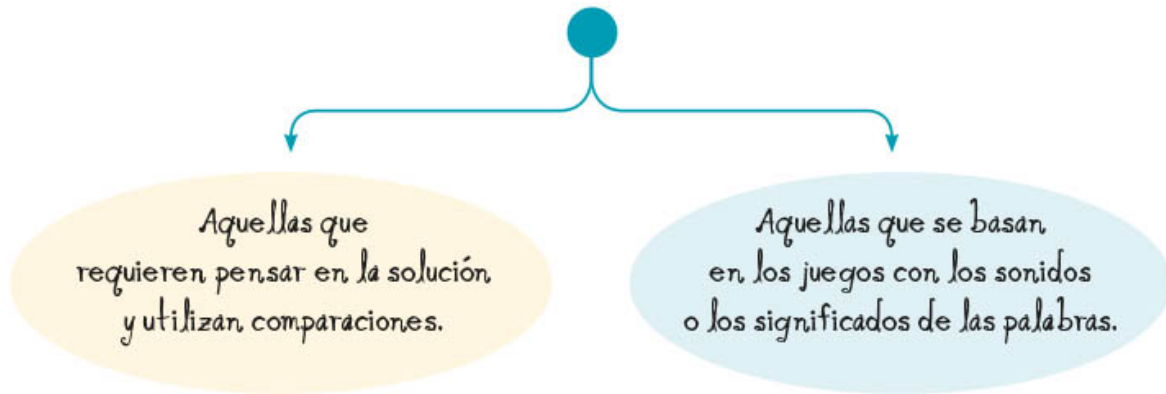 Aquellas que
requieren pensar en la solución
y utilizan comparaciones.
Aquellas que se basan
en los juegos con los sonidos
o los significados de las palabras.